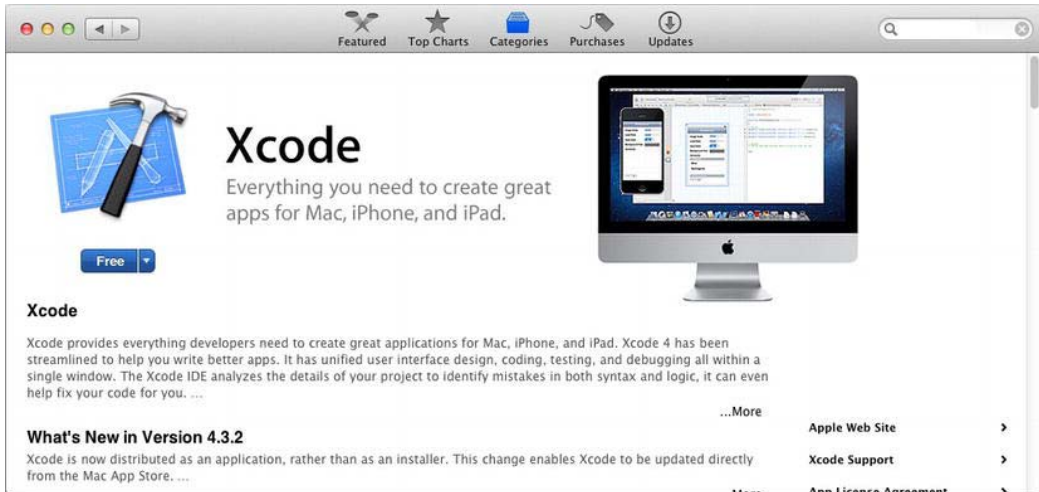 Featured Top Charts Categories Purchases Updates
Xcode
Everything you need to create great
apps for Mac, iPhone, and iPad.
Free
Xcode
Xcode provides everything developers need to create great applications for Mac, iPhone, and iPad. Xcode 4 has been
streamlined to help you write better apps. It has unified user interface design, coding, testing, and debugging all within a
single window. The Xcode IDE analyzes the details of your project to identify mistakes in both syntax and logic, it can even
help fix your code for you. ...
...More
What's New in Version 4.3.2
Xcode is now distributed as an application, rather than as an installer. This change enables Xcode to be updated directly
from the Mac App Store. ...
Apple Web Site
Xcode Support
App License Agreement